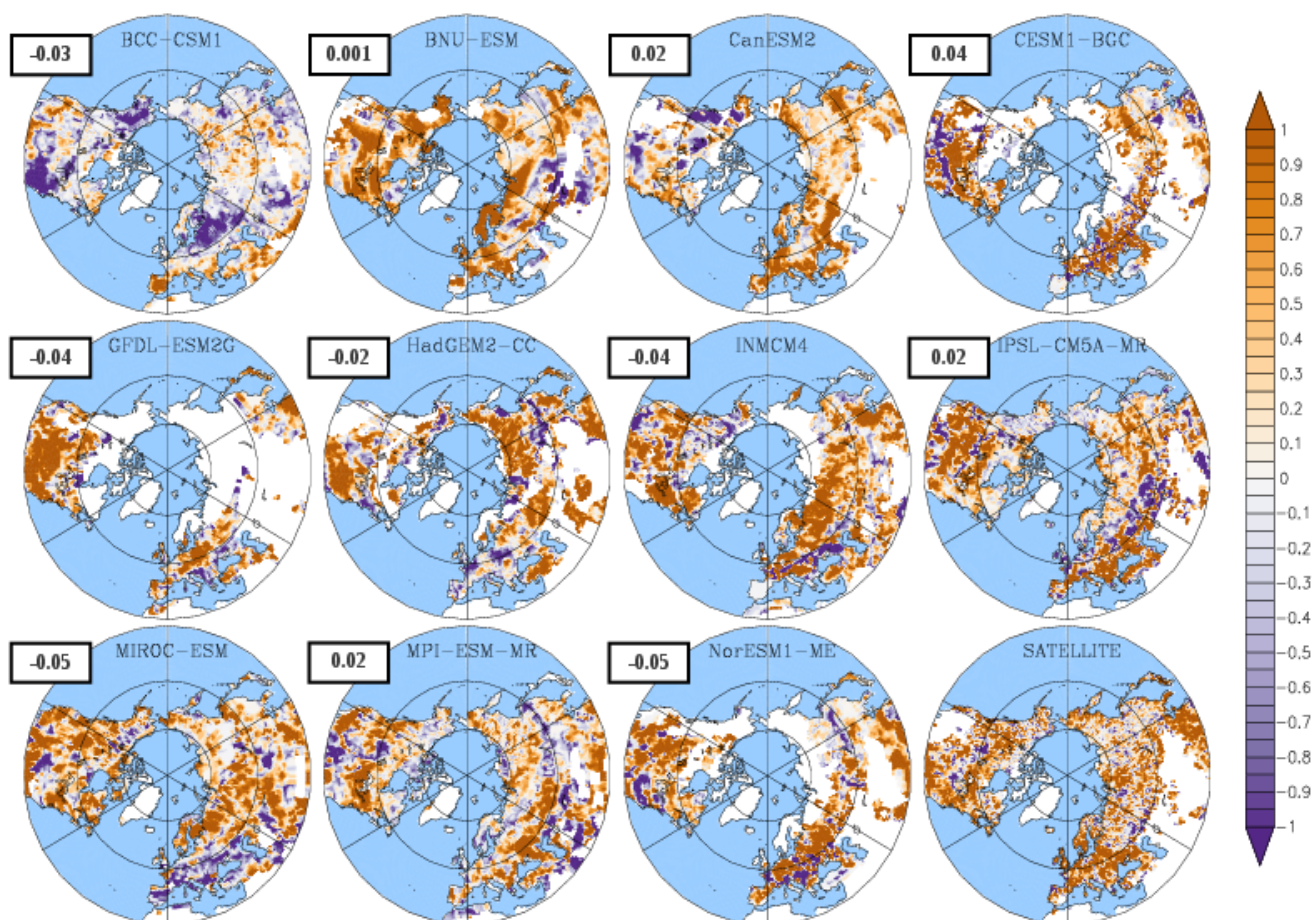 -0.03
BCC-CSM1
0.001
BNU-ESM
0.02
CanESM2
0.04
CESM1-BGC
-0.04
GFDL-ESM2G
-0.02
HadGEM2-CC
-0.04
INMCM4
0.02
IPSL-CM5A-MR
-0.05
MIROC-ESM
0.02
MPI-ESM-MR
-0.05
NorESM1-ME
SATELLITE
1
0.9
0.8
0.7
0.6
0.5
0.4
0.3
0.2
0.1
0
-0.1
-0.2
-0.3
-0.4
-0.5
-0.6
-0.7
-0.8
-0.9
-1